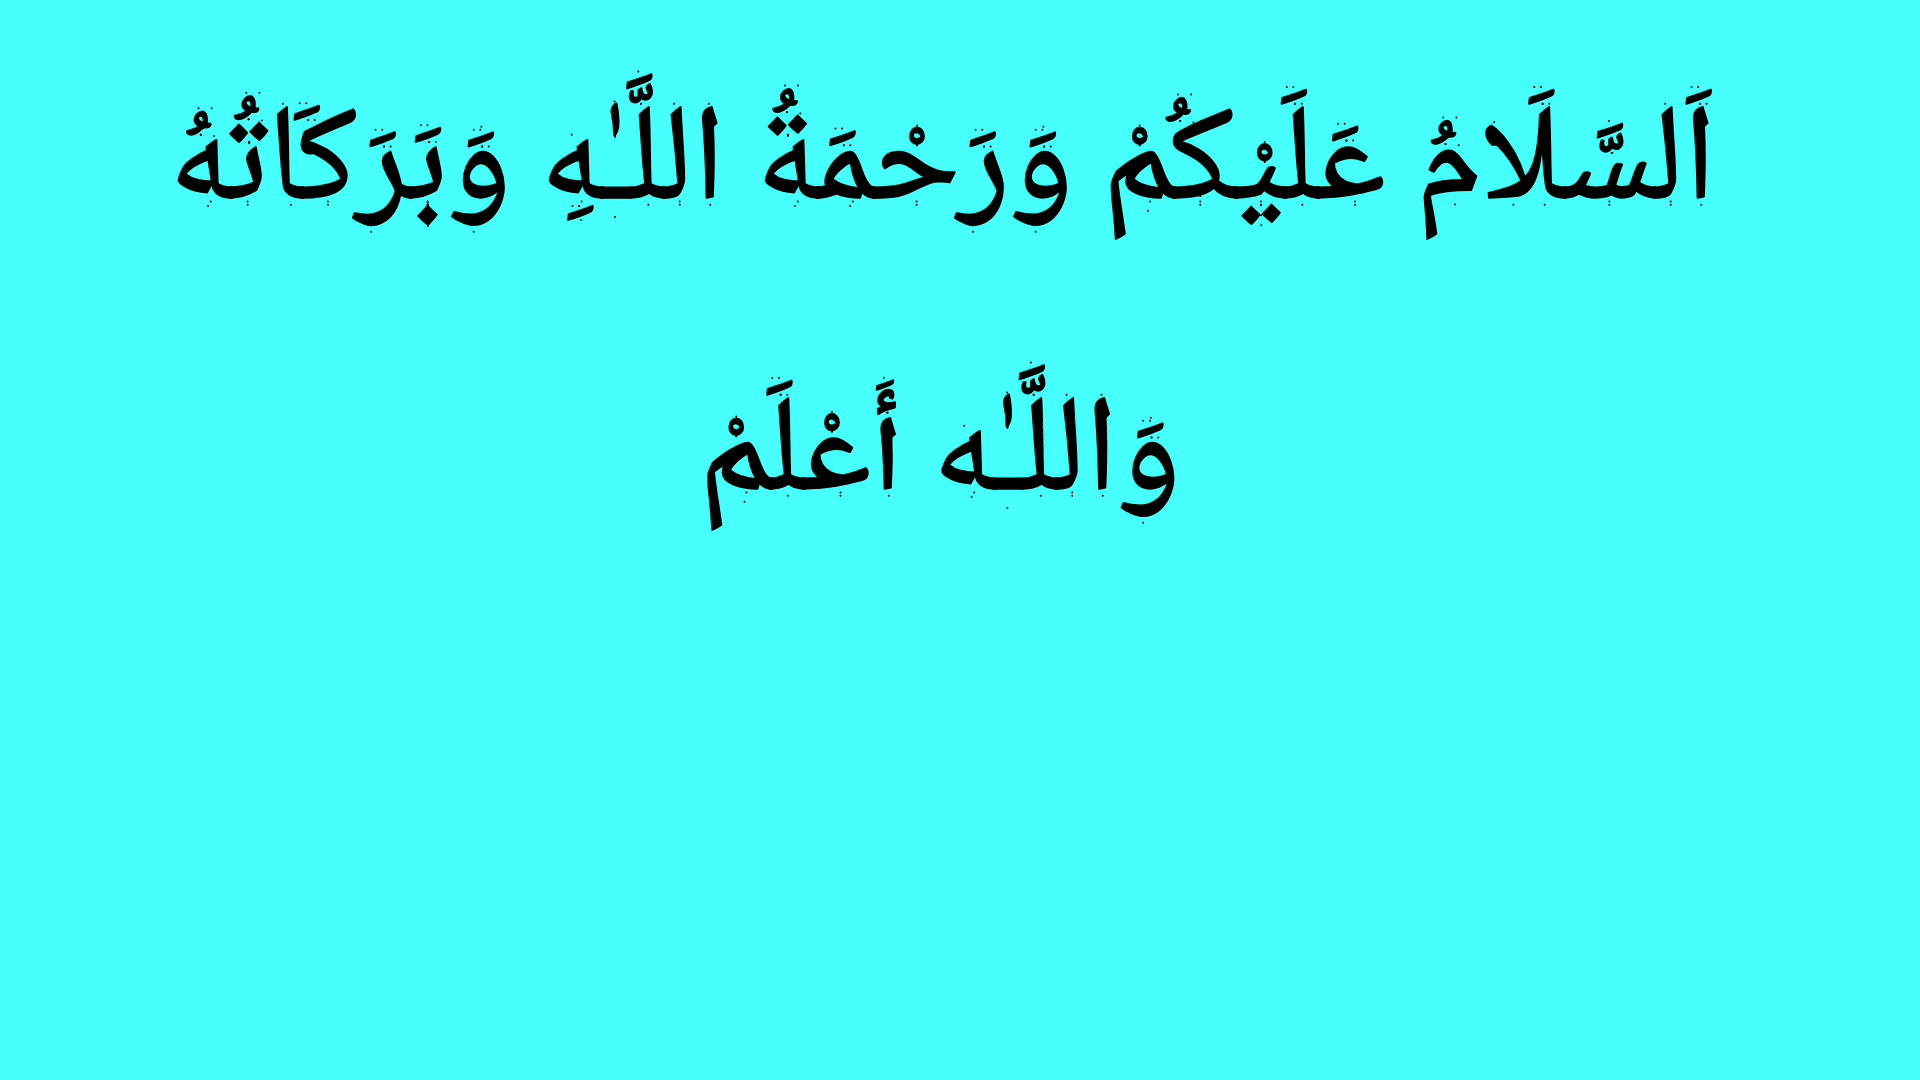 اَلسَّلَامُ عَلَيْكُمْ وَرَحْمَةُ اللَّـٰهِ وَبَرَكَاتُهُ
وَاللَّـٰه أَعْلَمْ